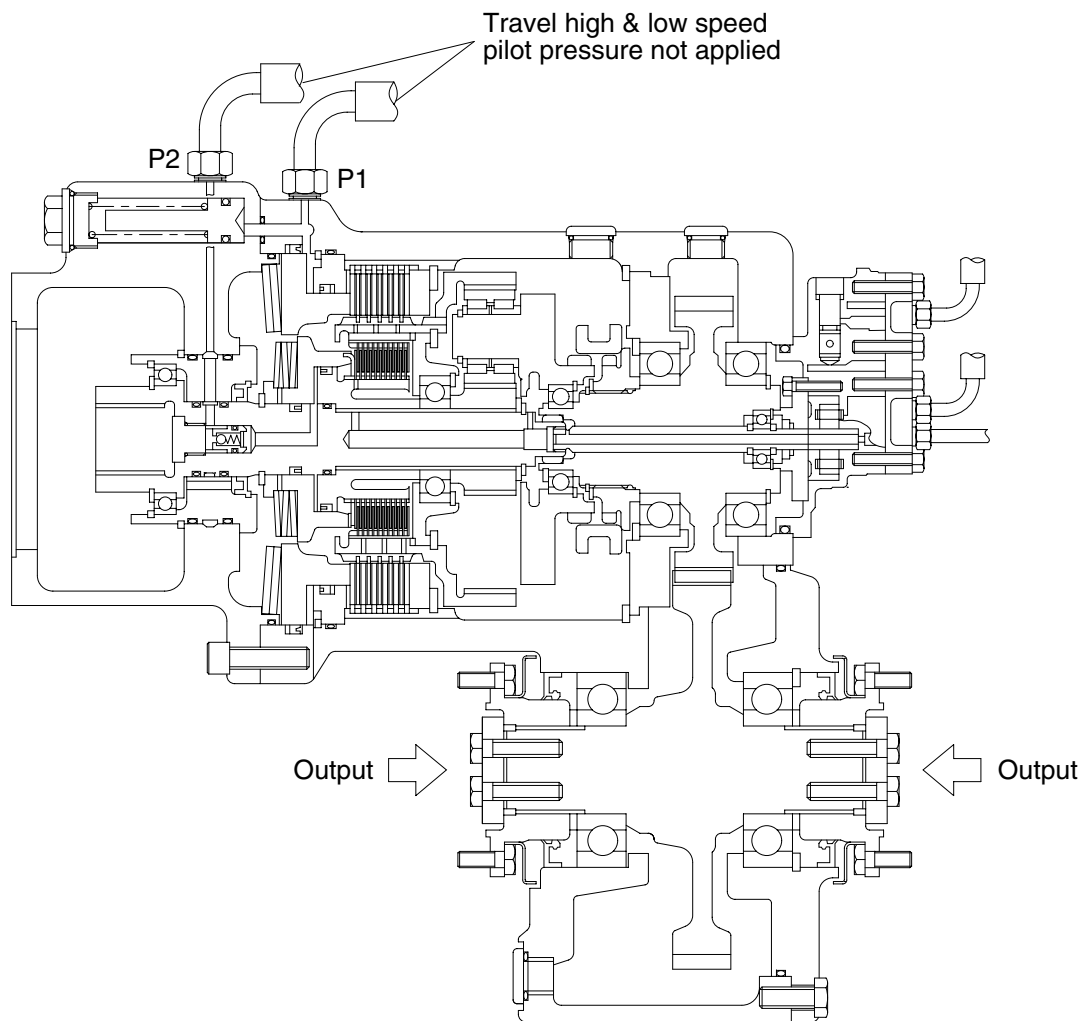 Travel high & low speed
pilot pressure not applied
P2
P1
Output
Output